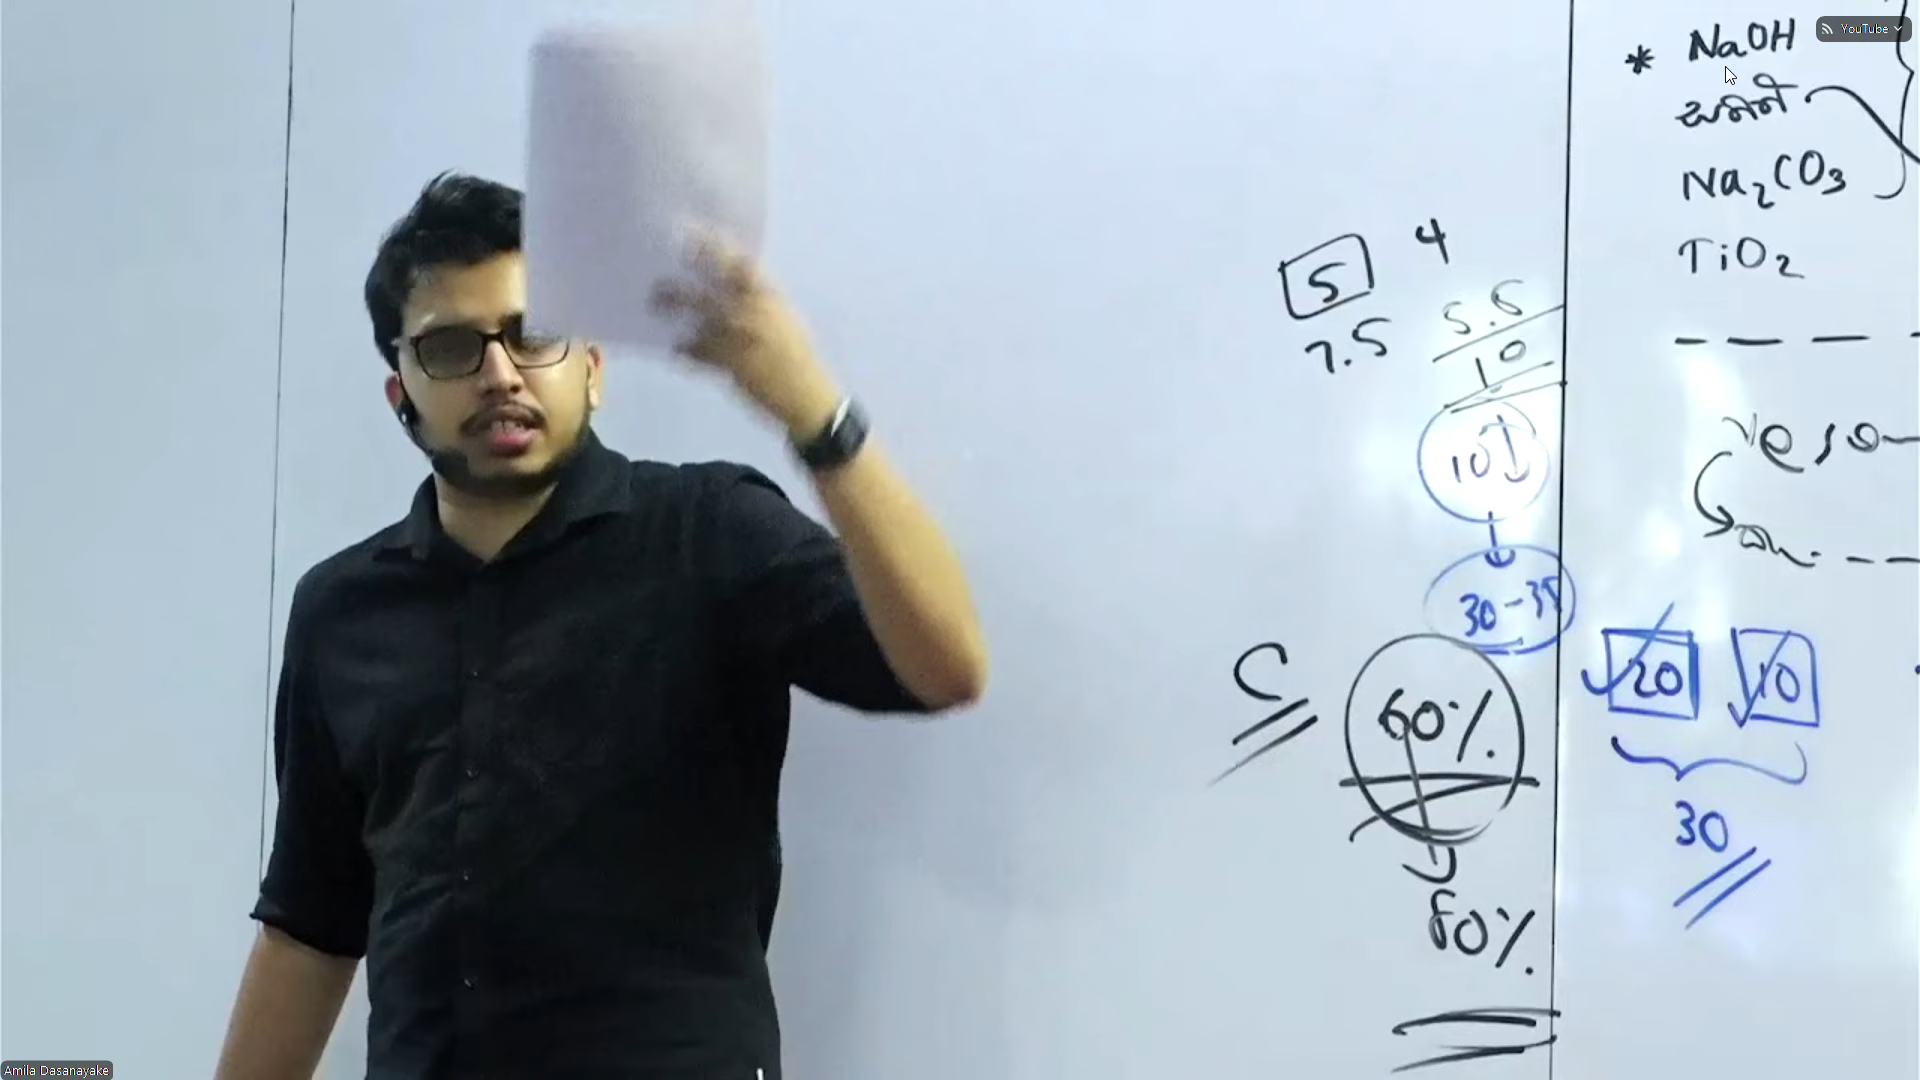 YouTube
* NaOH
සබන්
Na₂CO₃
TiO₂
5 4
7.5 5.5
10
10
30-35
C 60%
80%
20 10
30
Amila Dasanayake